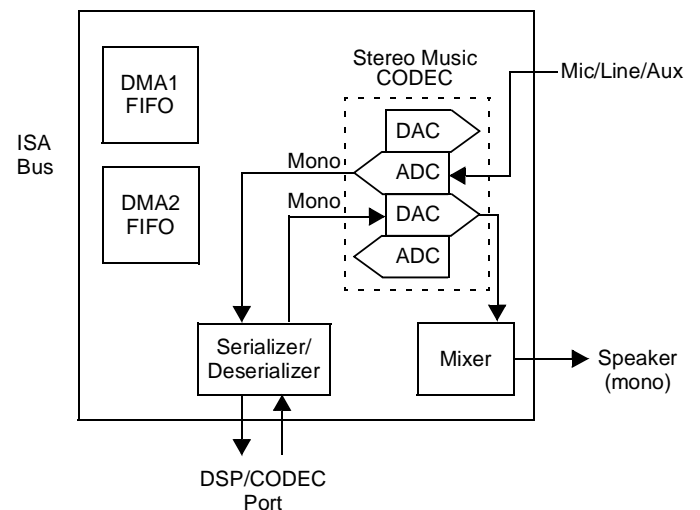 ISA
Bus
DMA1
FIFO
DMA2
FIFO
Stereo Music
CODEC
Mic/Line/Aux
DAC
Mono
ADC
Mono
DAC
ADC
Serializer/
Deserializer
Mixer
Speaker
(mono)
DSP/CODEC
Port